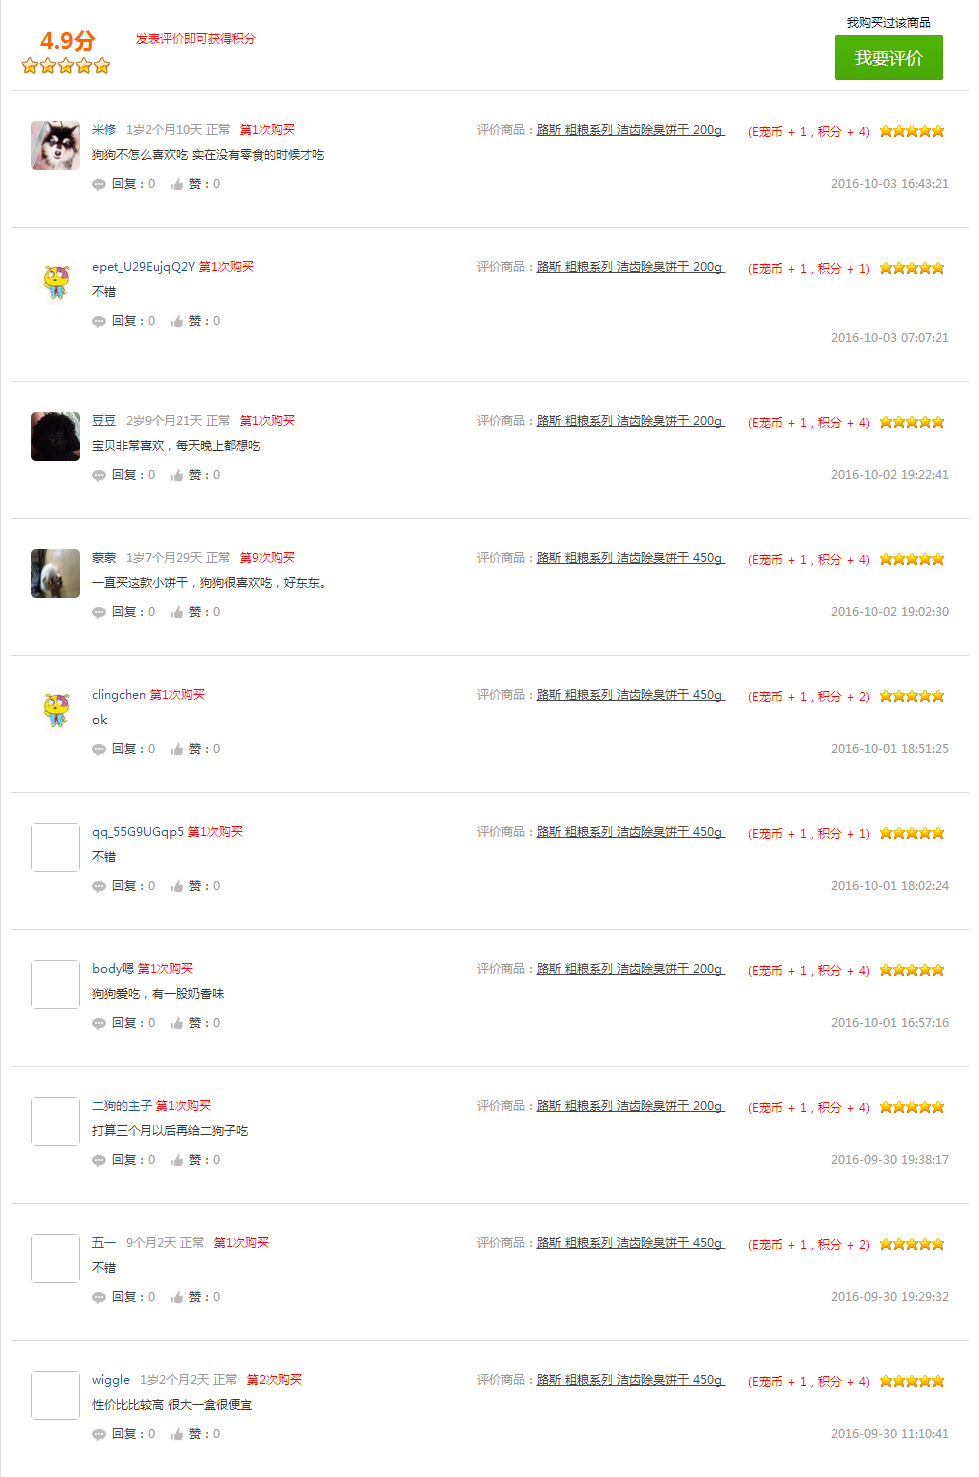 我购买过该商品
4.9分
发表评价即可获得积分
我要评价
米修 1岁2个月10天 正常 第1次购买 评价商品：路斯 粗粮系列 洁齿除臭饼干 200g (E宠币 + 1 , 积分 + 4)
狗狗不怎么喜欢吃 实在没有零食的时候才吃
回复：0 赞：0 2016-10-03 16:43:21
epet_U29EujqQ2Y 第1次购买 评价商品：路斯 粗粮系列 洁齿除臭饼干 200g (E宠币 + 1 , 积分 + 1)
不错
回复：0 赞：0
2016-10-03 07:07:21
豆豆 2岁9个月21天 正常 第1次购买 评价商品：路斯 粗粮系列 洁齿除臭饼干 200g (E宠币 + 1 , 积分 + 4)
宝贝非常喜欢，每天晚上都想吃
回复：0 赞：0 2016-10-02 19:22:41
蒙蒙 1岁7个月29天 正常 第9次购买 评价商品：路斯 粗粮系列 洁齿除臭饼干 450g (E宠币 + 1 , 积分 + 4)
一直买这款小饼干，狗狗很喜欢吃，好东东。
回复：0 赞：0 2016-10-02 19:02:30
clingchen 第1次购买 评价商品：路斯 粗粮系列 洁齿除臭饼干 450g (E宠币 + 1 , 积分 + 2)
ok
回复：0 赞：0 2016-10-01 18:51:25
qq_55G9UGqp5 第1次购买 评价商品：路斯 粗粮系列 洁齿除臭饼干 450g (E宠币 + 1 , 积分 + 1)
不错
回复：0 赞：0 2016-10-01 18:02:24
body嗯 第1次购买 评价商品：路斯 粗粮系列 洁齿除臭饼干 200g (E宠币 + 1 , 积分 + 4)
狗狗爱吃，有一股奶香味
回复：0 赞：0 2016-10-01 16:57:16
二狗的主子 第1次购买 评价商品：路斯 粗粮系列 洁齿除臭饼干 200g (E宠币 + 1 , 积分 + 4)
打算三个月以后再给二狗子吃
回复：0 赞：0 2016-09-30 19:38:17
五一 9个月2天 正常 第1次购买 评价商品：路斯 粗粮系列 洁齿除臭饼干 450g (E宠币 + 1 , 积分 + 2)
不错
回复：0 赞：0 2016-09-30 19:29:32
wiggle 1岁2个月2天 正常 第2次购买 评价商品：路斯 粗粮系列 洁齿除臭饼干 450g (E宠币 + 1 , 积分 + 4)
性价比比较高 很大一盒很便宜
回复：0 赞：0 2016-09-30 11:10:41